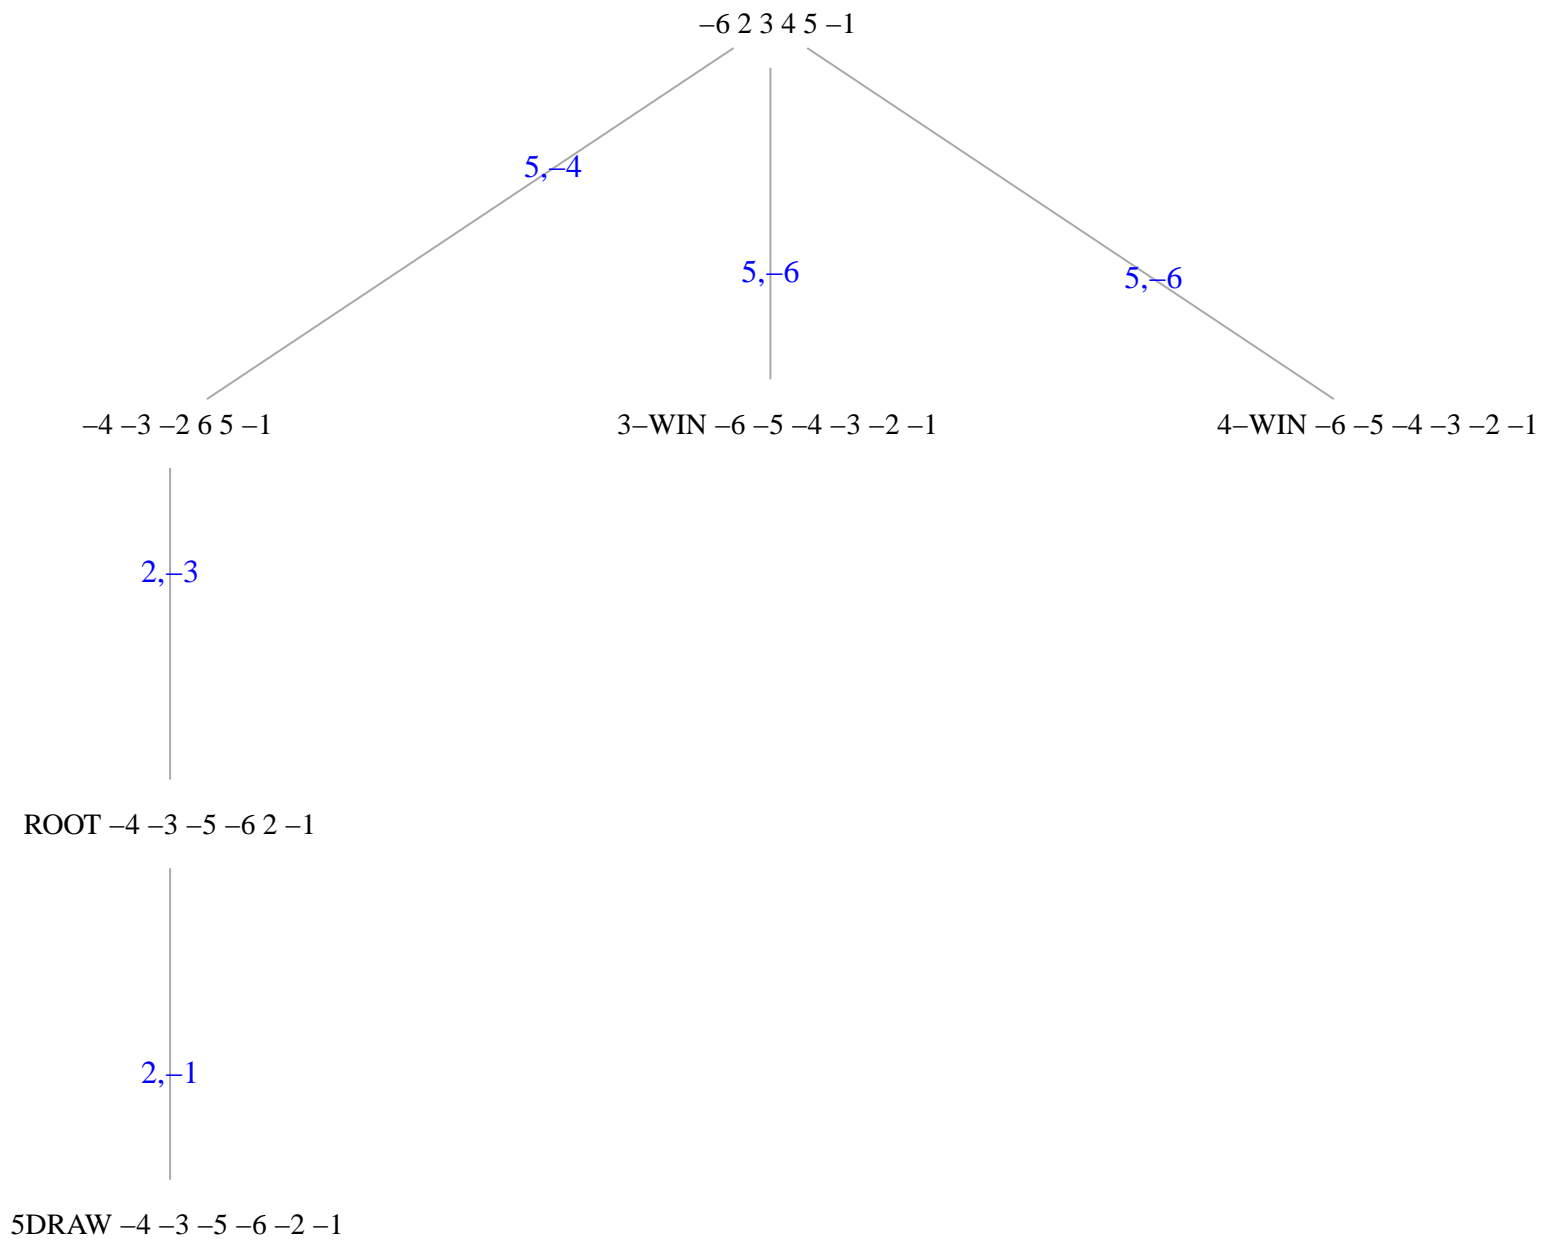 –6 2 3 4 5 –1
5,–4
5,–6
5,–6
–4 –3 –2 6 5 –1
3–WIN –6 –5 –4 –3 –2 –1
4–WIN –6 –5 –4 –3 –2 –1
2,–3
ROOT –4 –3 –5 –6 2 –1
2,–1
5DRAW –4 –3 –5 –6 –2 –1